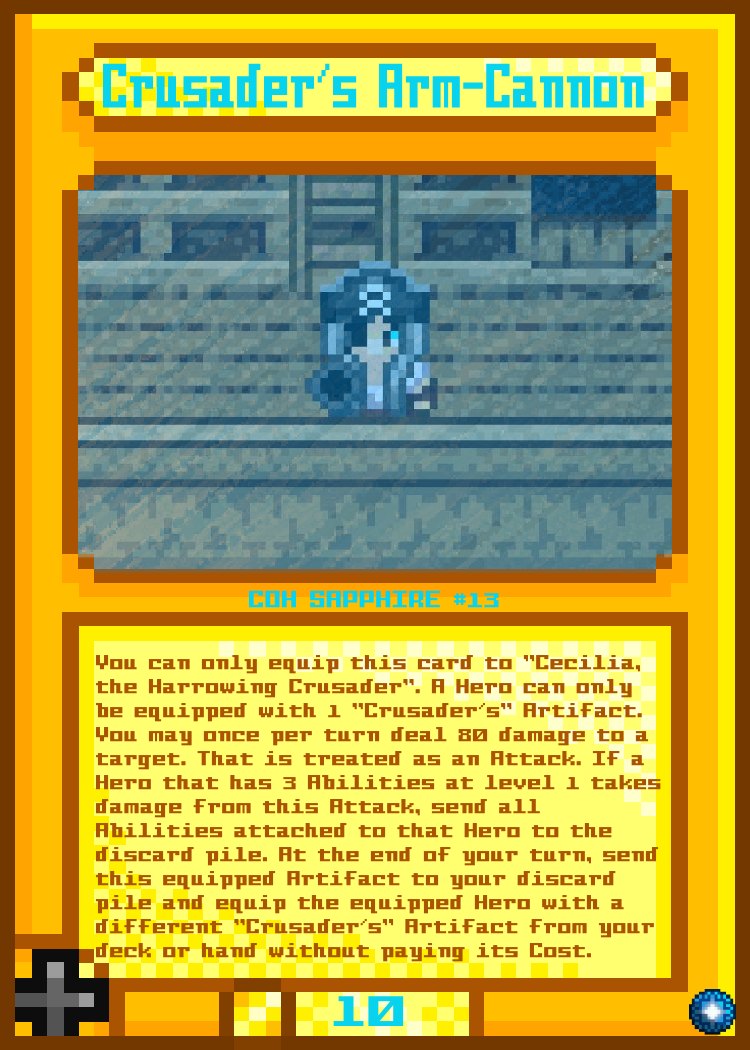 Crusader's Arm-Cannon
COH SAPPHIRE #13
You can only equip this card to "Cecilia,
the Harrowing Crusader". A Hero can only
be equipped with 1 "Crusader's" Artifact.
You may once per turn deal 80 damage to a
target. That is treated as an Attack. If a
Hero that has 3 Abilities at level 1 takes
damage from this Attack, send all
Abilities attached to that Hero to the
discard pile. At the end of your turn, send
this equipped Artifact to your discard
pile and equip the equipped Hero with a
different "Crusader's" Artifact from your
deck or hand without paying its Cost.
10